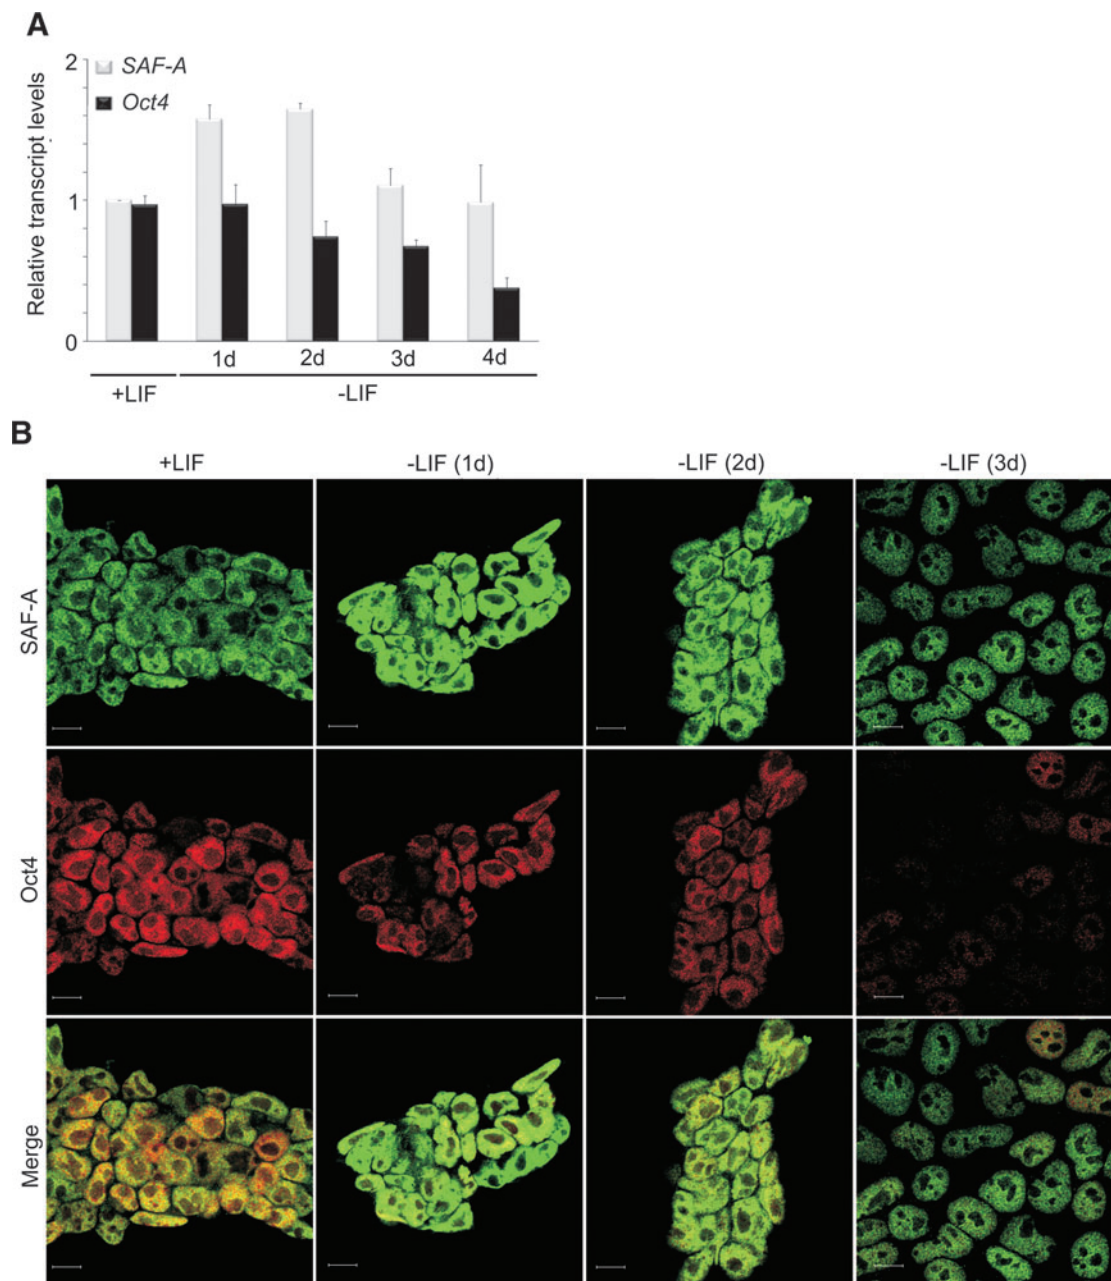 A
2
SAF-A
Oct4
Relative transcript levels
1
0
1d 2d 3d 4d
+LIF -LIF
B
+LIF -LIF (1d) -LIF (2d) -LIF (3d)
SAF-A
Oct4
Merge